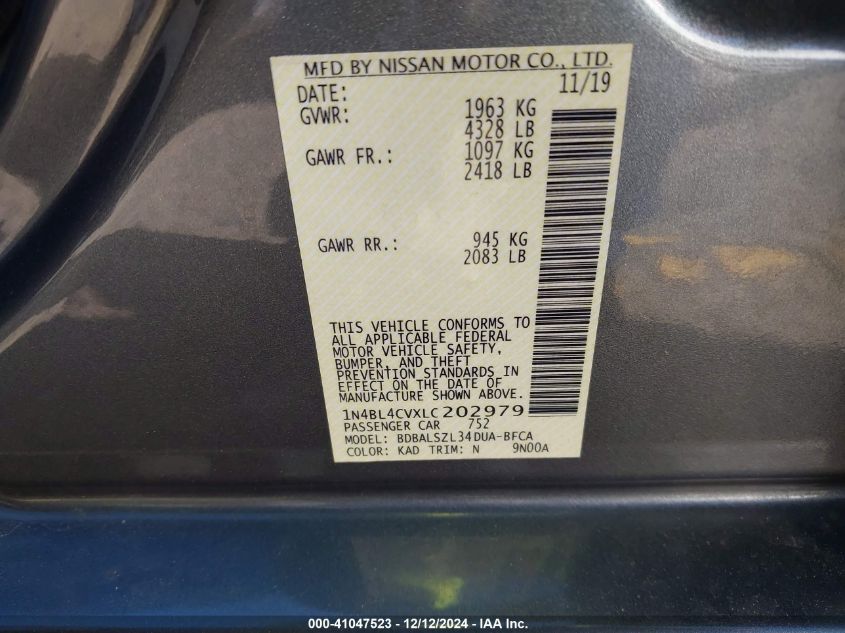 MFD BY NISSAN MOTOR CO., LTD.
DATE: 11/19
GVWR: 1963 KG
4328 LB
GAWR FR.: 1097 KG
2418 LB
GAWR RR.: 945 KG
2083 LB
THIS VEHICLE CONFORMS TO
ALL APPLICABLE FEDERAL
MOTOR VEHICLE SAFETY,
BUMPER, AND THEFT
PREVENTION STANDARDS IN
EFFECT ON THE DATE OF
MANUFACTURE SHOWN ABOVE.
1N4BL4CVXLC202979
PASSENGER CAR 752
MODEL: BDBALSZL34DUA-BFCA
COLOR: KAD TRIM: N 9N00A
000-41047523 - 12/12/2024 - IAA Inc.